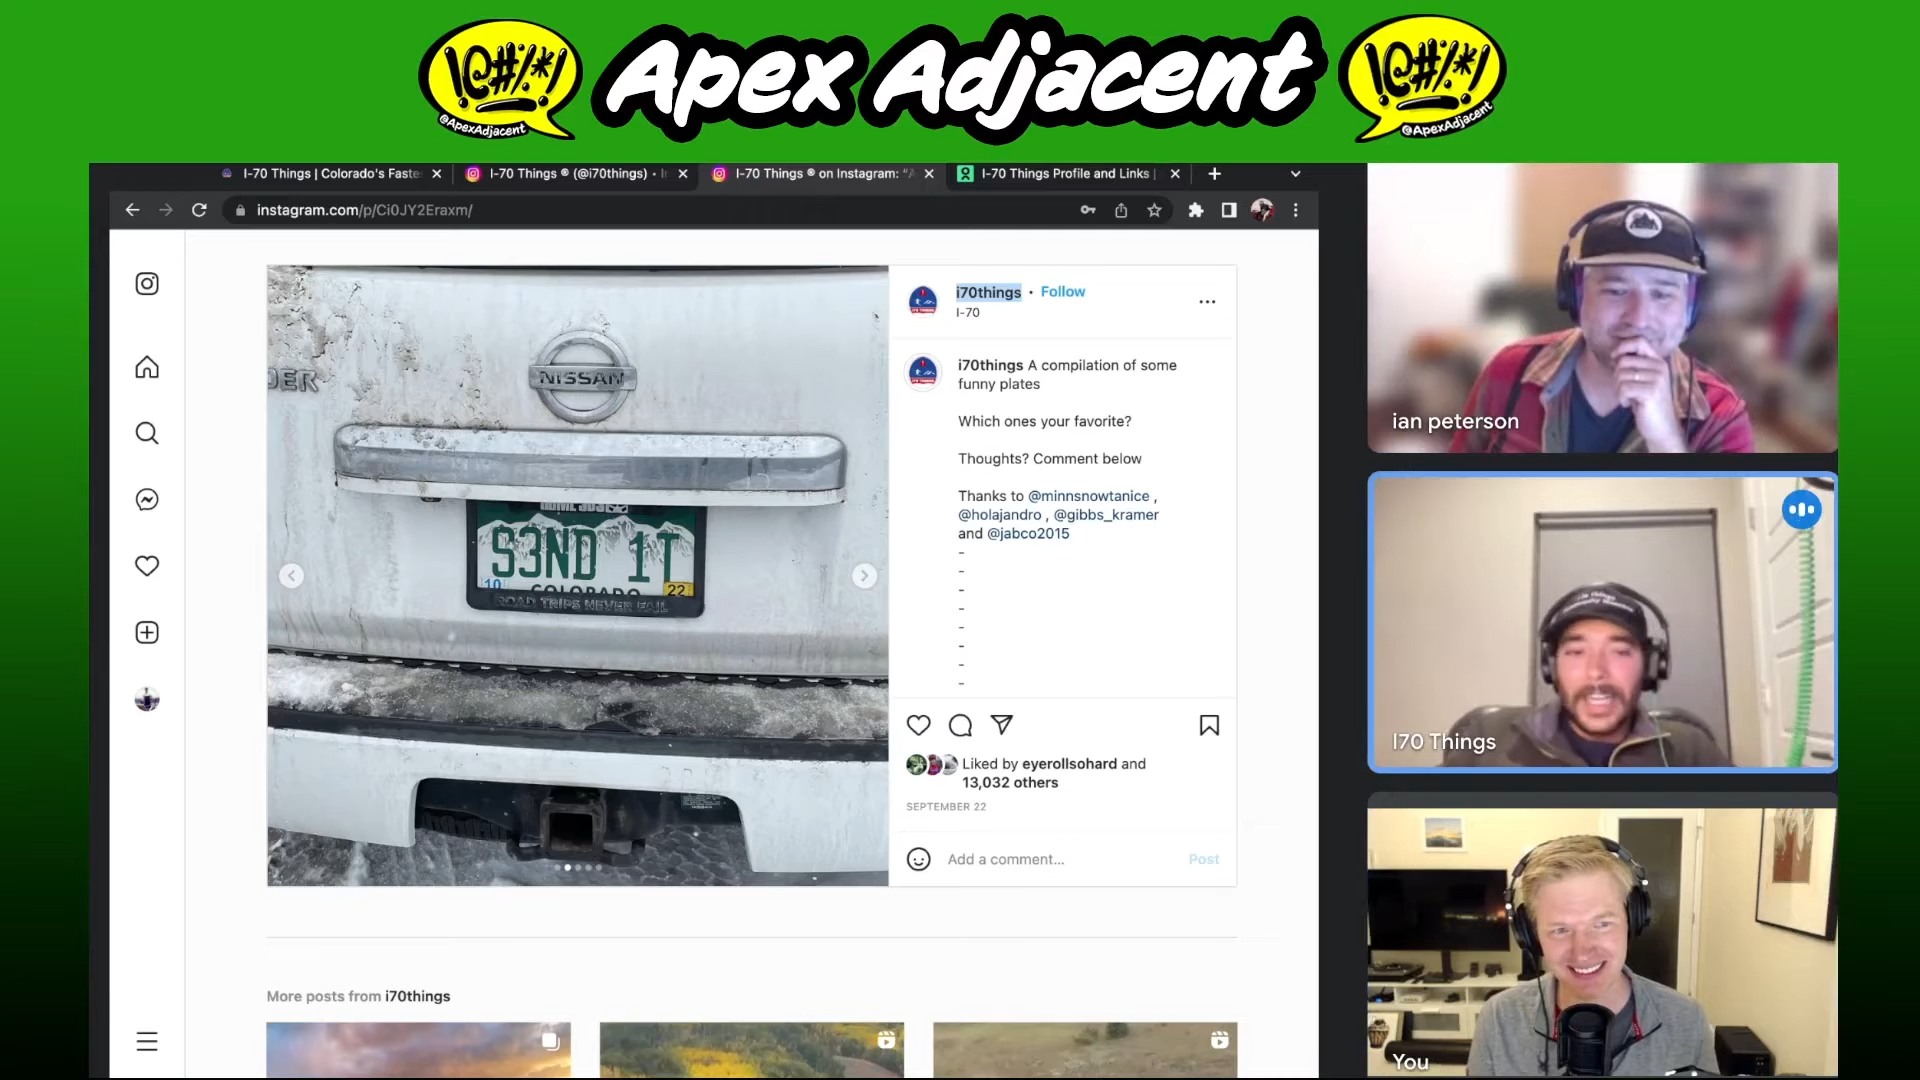 !@#/*!
@ApexAdjacent
Apex Adjacent
!@#/*!
@ApexAdjacent
I-70 Things | Colorado's Faste
I-70 Things ® (@i70things) • I
I-70 Things ® on Instagram: “A
I-70 Things Profile and Links |
instagram.com/p/Ci0JY2Eraxm/
DER
NISSAN
S3ND 1T
10
22
COLORADO
ROAD TRIPS NEVER FAIL
i70things • Follow
I-70
i70things A compilation of some
funny plates
Which ones your favorite?
Thoughts? Comment below
Thanks to @minnsnowtanice ,
@holajandro , @gibbs_kramer
and @jabco2015
-
-
-
-
-
-
-
-
Liked by eyerollsohard and
13,032 others
SEPTEMBER 22
Add a comment...
Post
More posts from i70things
ian peterson
I70 Things
You